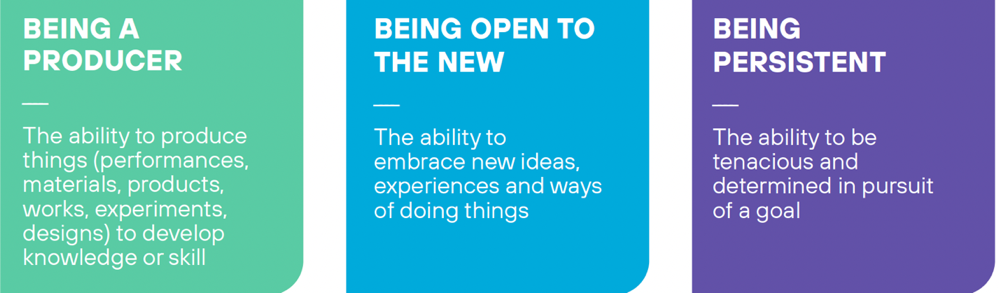 BEING A
PRODUCER
The ability to produce
things (performances,
materials, products,
works, experiments,
designs) to develop
knowledge or skill
BEING OPEN TO
THE NEW
The ability to
embrace new ideas,
experiences and ways
of doing things
BEING
PERSISTENT
The ability to be
tenacious and
determined in pursuit
of a goal